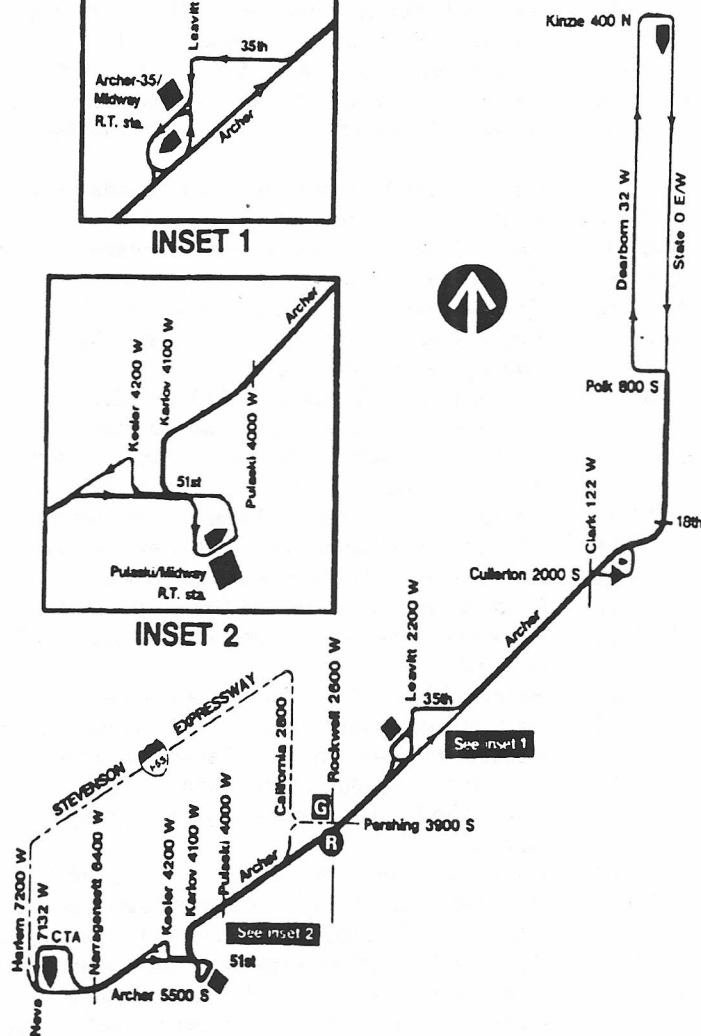 Leavitt
35th
Archer-35/
Midway
R.T. sta.
Archer
INSET 1
Kinzie 400 N
Dearborn 32 W
State 0 E/W
Polk 800 S
18th
Clark 122 W
Cullerton 2000 S
Archer
Keeler 4200 W
Karlov 4100 W
Pulaski 4000 W
51st
Pulaski/Midway
R.T. sta.
INSET 2
Archer
Leavitt 2200 W
35th
See inset 1
STEVENSON EXPRESSWAY
I-55
California 2800
Rockwell 2600 W
G
R
Pershing 3900 S
Harlem 7200 W
7132 W
Neva
CTA
Narragansett 6400 W
Keeler 4200 W
Karlov 4100 W
Pulaski 4000 W
Archer
See inset 2
51st
Archer 5500 S